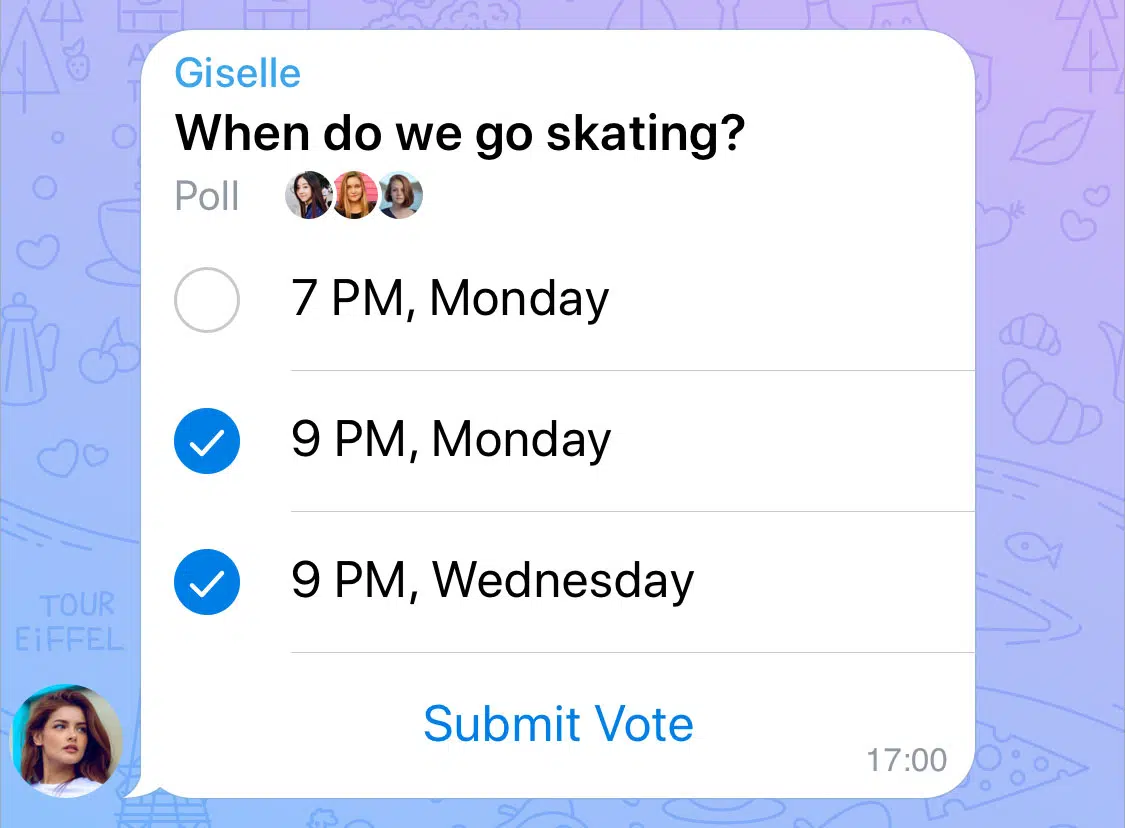 Giselle
When do we go skating?
Poll
7 PM, Monday
9 PM, Monday
9 PM, Wednesday
TOUR
EiFFEL
Submit Vote
17:00